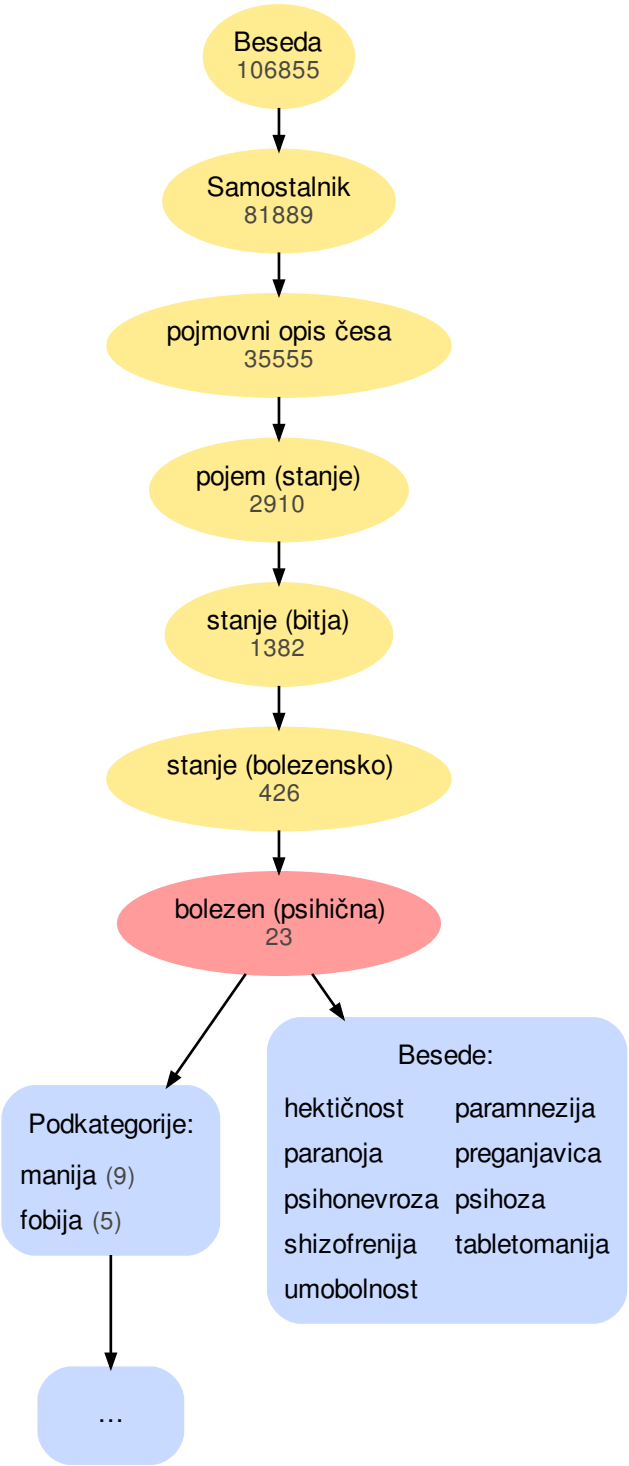 Beseda
106855
Samostalnik
81889
pojmovni opis česa
35555
pojem (stanje)
2910
stanje (bitja)
1382
stanje (bolezensko)
426
bolezen (psihična)
23
Podkategorije:
manija (9)
fobija (5)
...
Besede:
hektičnost paramnezija
paranoja preganjavica
psihonevroza psihoza
shizofrenija tabletomanija
umobolnost